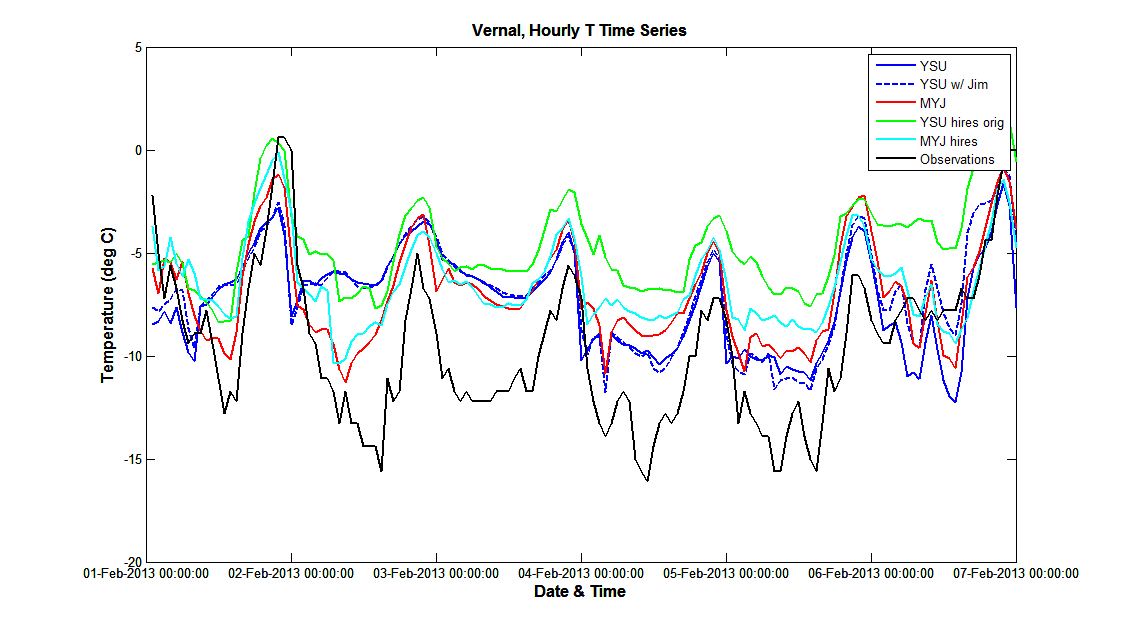 Vernal, Hourly T Time Series
5
0
-5
-10
-15
-20
Temperature (deg C)
YSU
YSU w/ Jim
MYJ
YSU hires orig
MYJ hires
Observations
01-Feb-2013 00:00:00 02-Feb-2013 00:00:00 03-Feb-2013 00:00:00 04-Feb-2013 00:00:00 05-Feb-2013 00:00:00 06-Feb-2013 00:00:00 07-Feb-2013 00:00:00
Date & Time